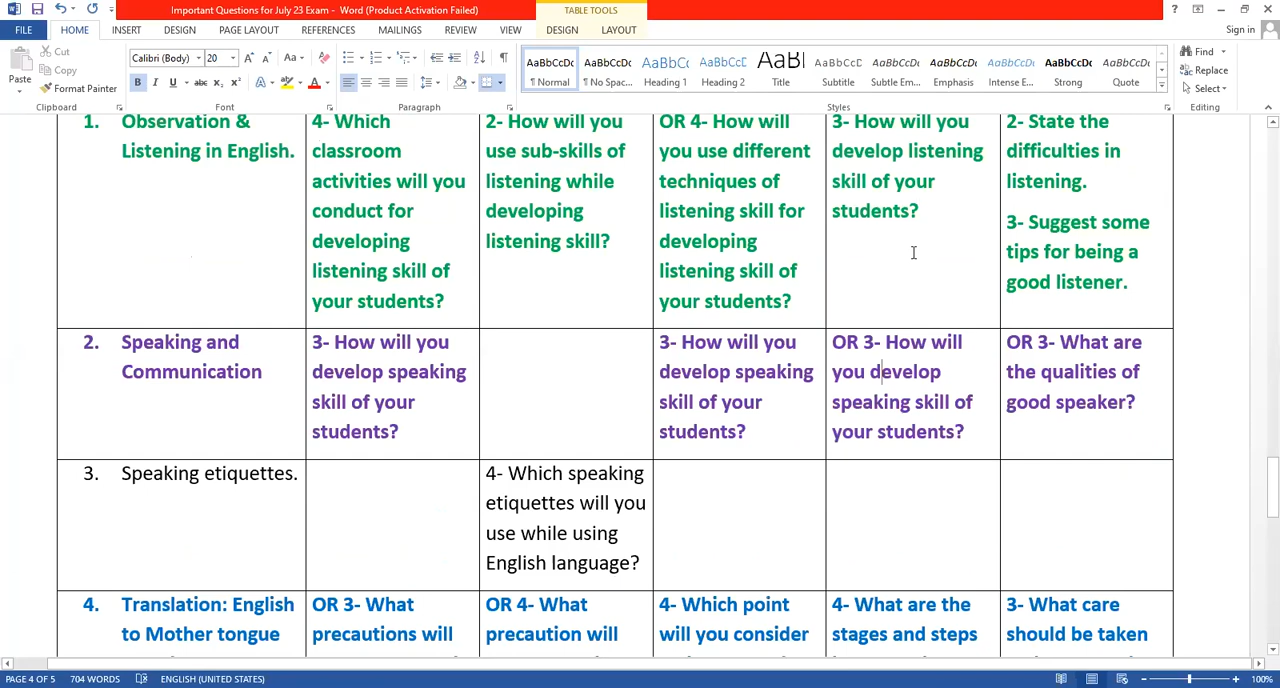 Important Questions for July 23 Exam - Word (Product Activation Failed)
TABLE TOOLS
Sign in
FILE
HOME
INSERT
DESIGN
PAGE LAYOUT
REFERENCES
MAILINGS
REVIEW
VIEW
DESIGN
LAYOUT
Paste
Cut
Copy
Format Painter
Clipboard
Calibri (Body)
20
Font
Paragraph
AaBbCcDc
¶ Normal
AaBbCcDc
¶ No Spac...
AaBbCc
Heading 1
AaBbCcC
Heading 2
AaBl
Title
AaBbCcD
Subtitle
AaBbCcDc
Subtle Em...
AaBbCcDc
Emphasis
AaBbCcDc
Intense E...
AaBbCcDc
Strong
AaBbCcDc
Quote
Styles
Find
Replace
Select
Editing
1. Observation &
Listening in English.
4- Which
classroom
activities will you
conduct for
developing
listening skill of
your students?
2- How will you
use sub-skills of
listening while
developing
listening skill?
OR 4- How will
you use different
techniques of
listening skill for
developing
listening skill of
your students?
3- How will you
develop listening
skill of your
students?
2- State the
difficulties in
listening.
3- Suggest some
tips for being a
good listener.
2. Speaking and
Communication
3- How will you
develop speaking
skill of your
students?
3- How will you
develop speaking
skill of your
students?
OR 3- How will
you develop
speaking skill of
your students?
OR 3- What are
the qualities of
good speaker?
3. Speaking etiquettes.
4- Which speaking
etiquettes will you
use while using
English language?
4. Translation: English
to Mother tongue
OR 3- What
precautions will
OR 4- What
precaution will
4- Which point
will you consider
4- What are the
stages and steps
3- What care
should be taken
PAGE 4 OF 5
704 WORDS
ENGLISH (UNITED STATES)
100%